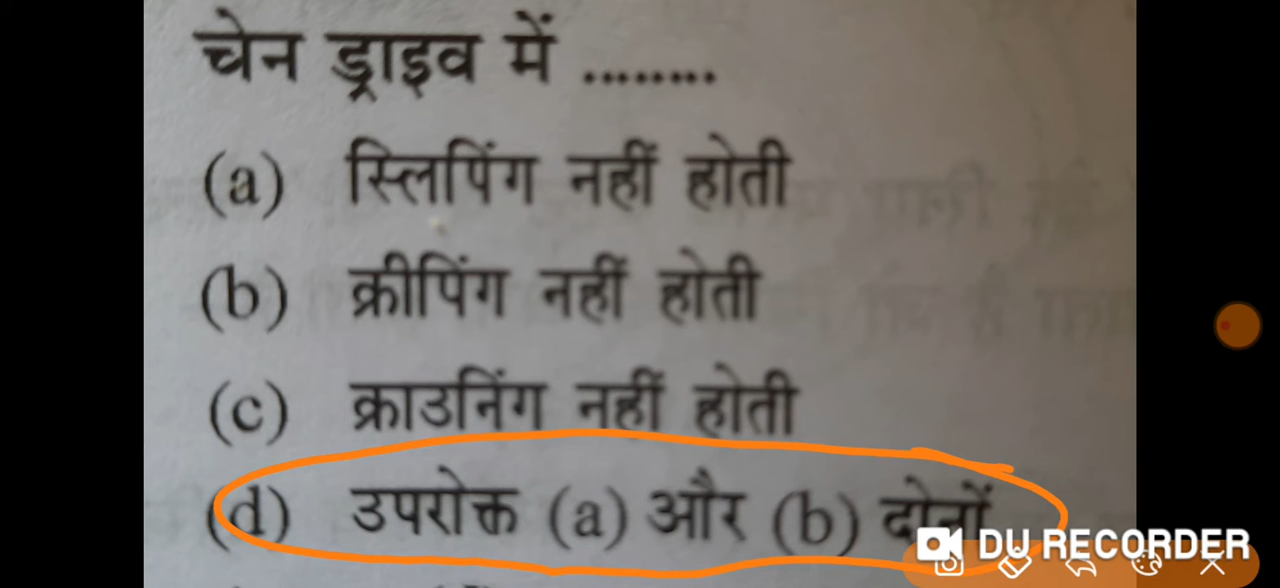 चेन ड्राइव में ........
(a) स्लिपिंग नहीं होती
(b) क्रीपिंग नहीं होती
(c) क्राउनिंग नहीं होती
(d) उपरोक्त (a) और (b) दोनों
DU RECORDER